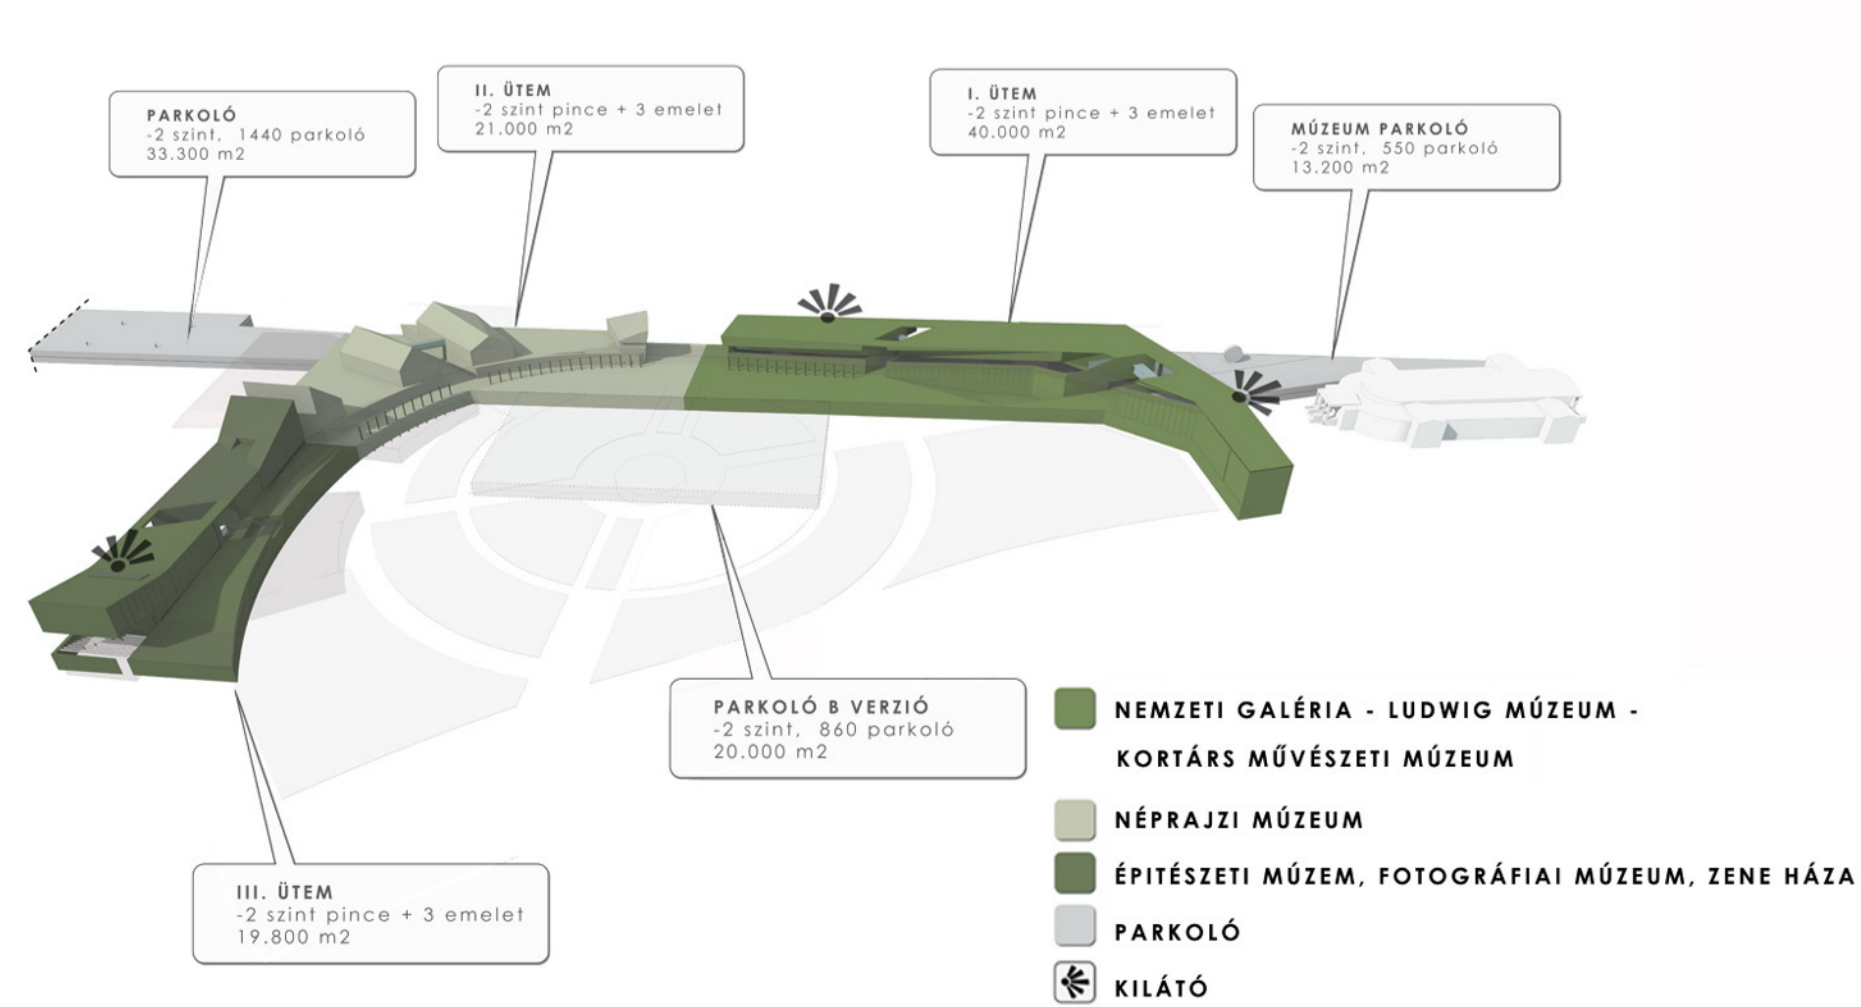 PARKOLÓ
-2 szint, 1440 parkoló
33.300 m2
II. ÜTEM
-2 szint pince + 3 emelet
21.000 m2
I. ÜTEM
-2 szint pince + 3 emelet
40.000 m2
MÚZEUM PARKOLÓ
-2 szint, 550 parkoló
13.200 m2
PARKOLÓ B VERZIÓ
-2 szint, 860 parkoló
20.000 m2
III. ÜTEM
-2 szint pince + 3 emelet
19.800 m2
NEMZETI GALÉRIA - LUDWIG MÚZEUM -
KORTÁRS MŰVÉSZETI MÚZEUM
NÉPRAJZI MÚZEUM
ÉPITÉSZETI MÚZEM, FOTOGRÁFIAI MÚZEUM, ZENE HÁZA
PARKOLÓ
KILÁTÓ